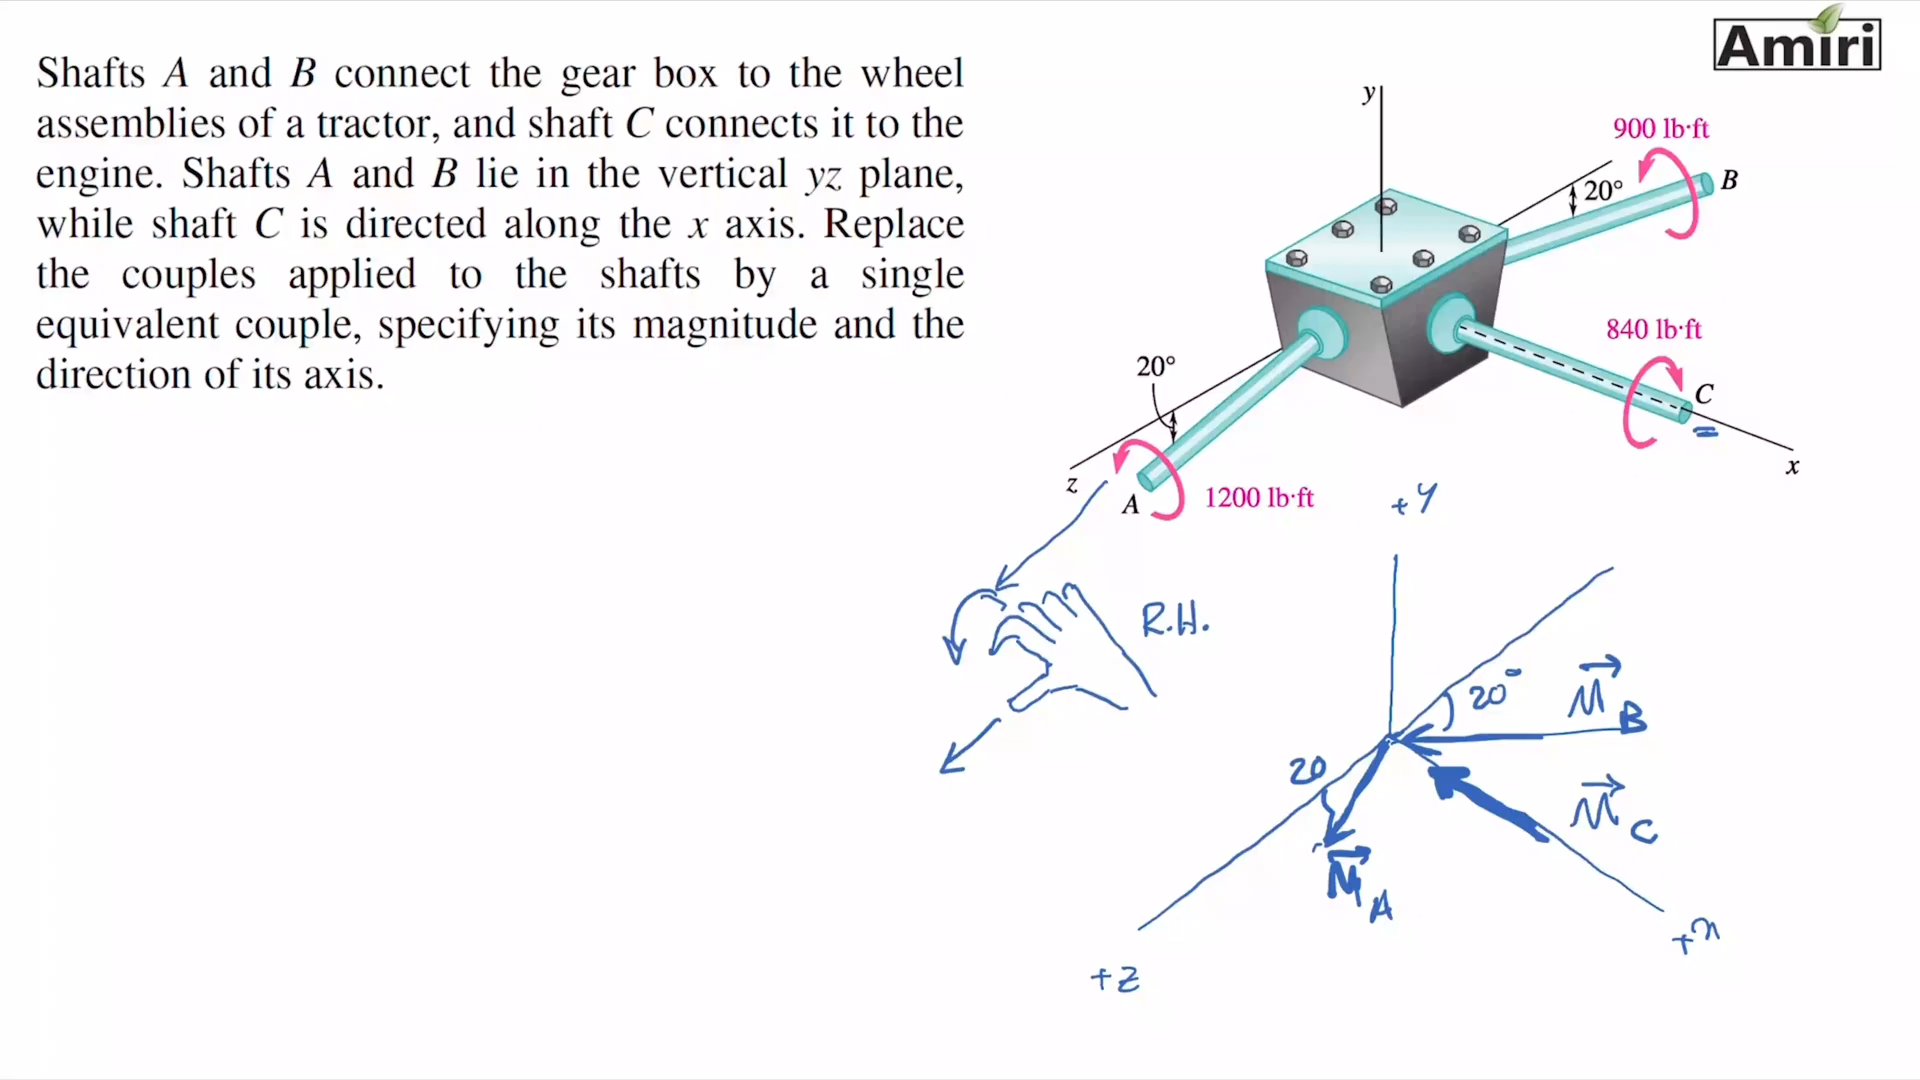 Amiri
Shafts A and B connect the gear box to the wheel
assemblies of a tractor, and shaft C connects it to the
engine. Shafts A and B lie in the vertical yz plane,
while shaft C is directed along the x axis. Replace
the couples applied to the shafts by a single
equivalent couple, specifying its magnitude and the
direction of its axis.
y
900 lb·ft
20°
B
840 lb·ft
C
x
20°
z
A
1200 lb·ft
+y
R.H.
20°
M B
20
M C
M A
+x
+z